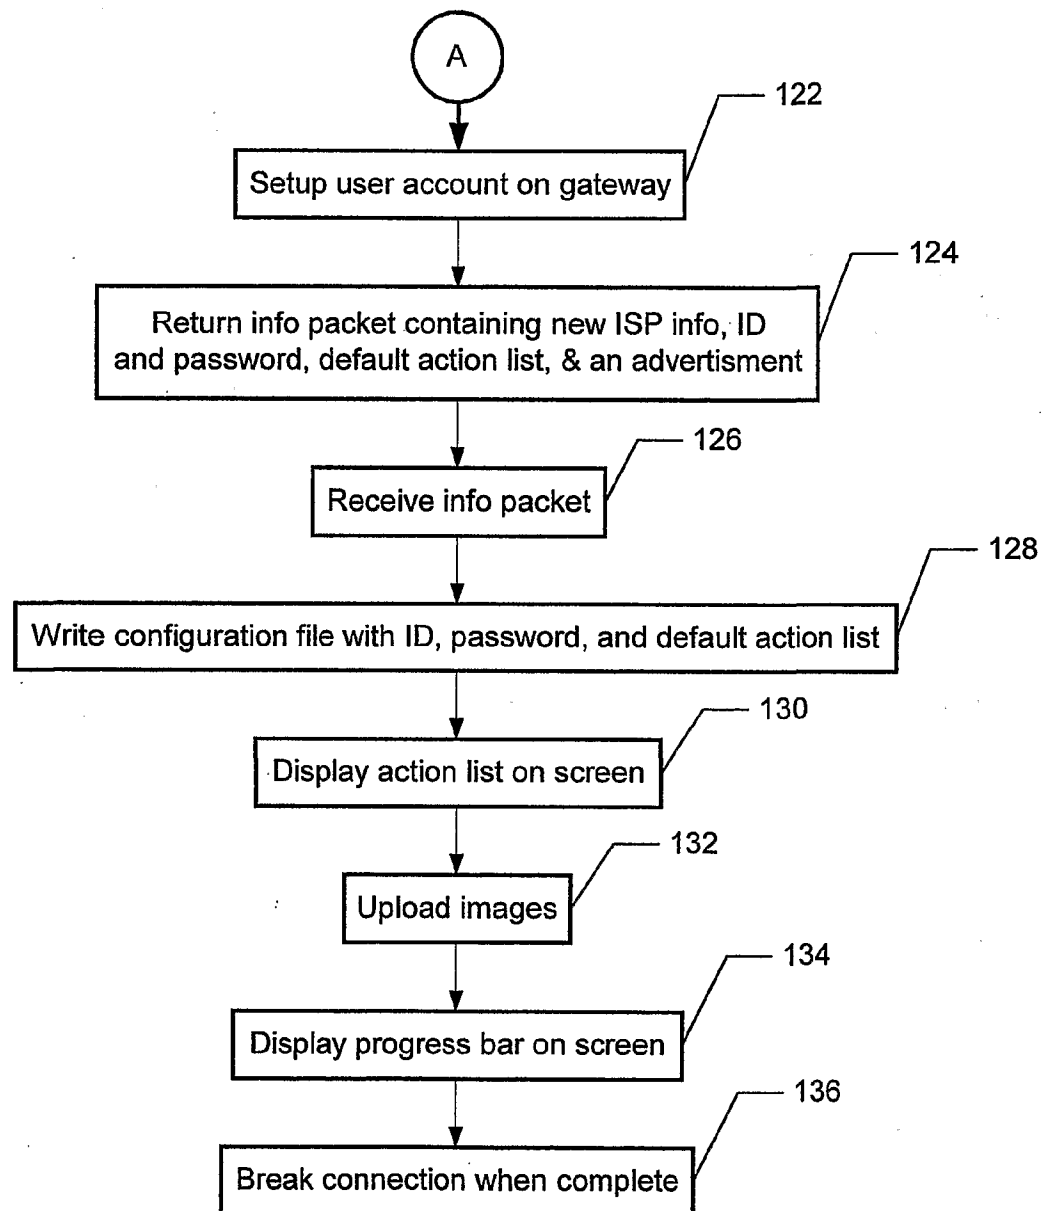 A
122
Setup user account on gateway
124
Return info packet containing new ISP info, ID
and password, default action list, & an advertisment
126
Receive info packet
128
Write configuration file with ID, password, and default action list
130
Display action list on screen
132
Upload images
134
Display progress bar on screen
136
Break connection when complete